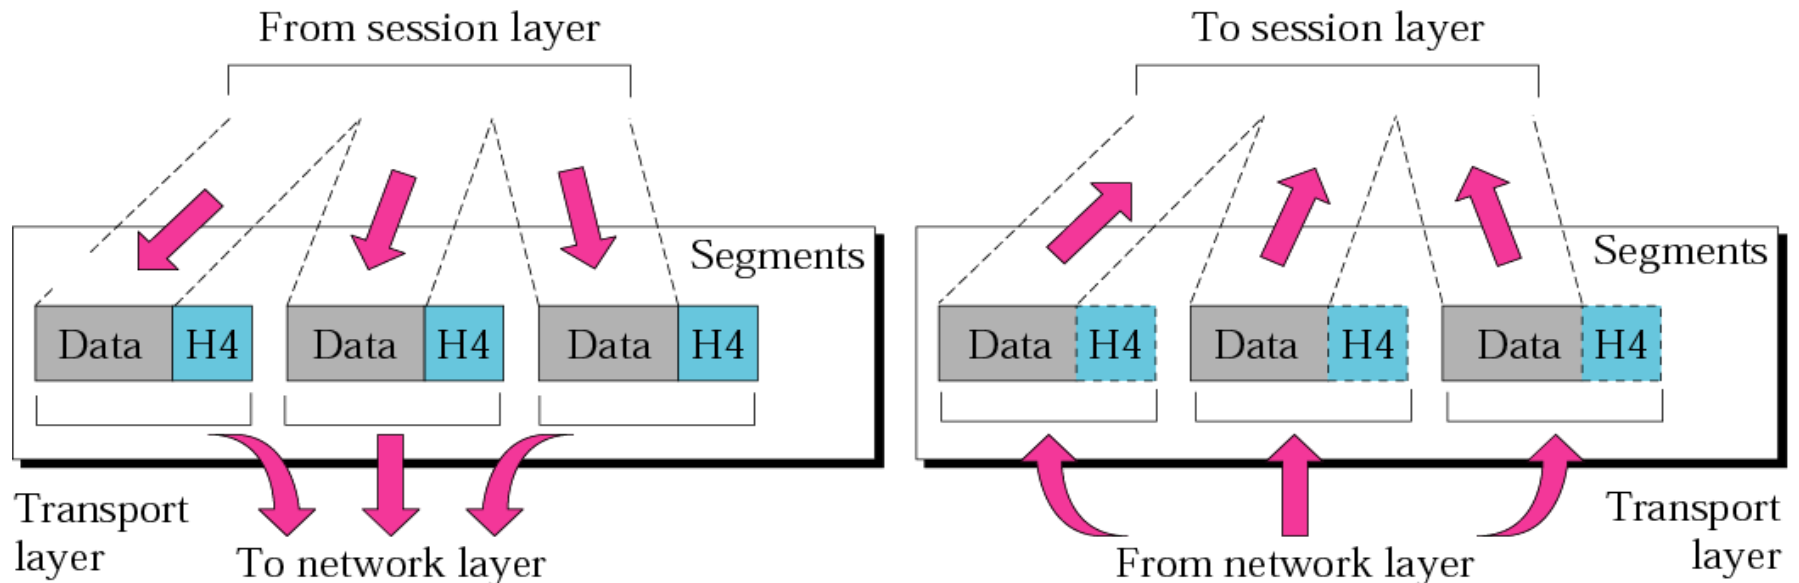 From session layer
Segments
Data H4 Data H4 Data H4
Transport
layer
To network layer
To session layer
Segments
Data H4 Data H4 Data H4
From network layer
Transport
layer